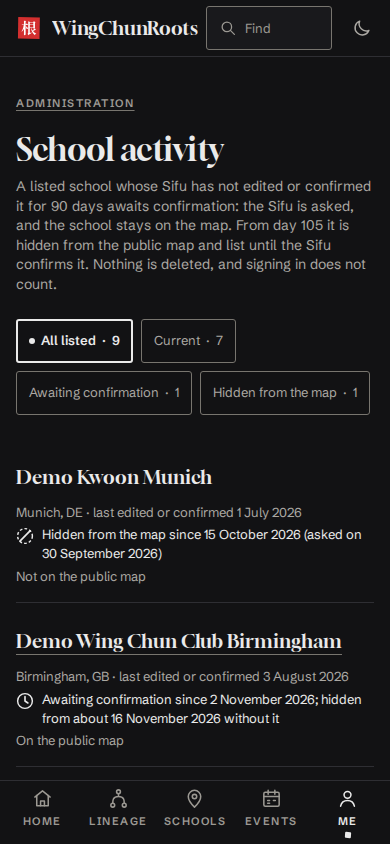 根 WingChunRoots Find
ADMINISTRATION
School activity
A listed school whose Sifu has not edited or confirmed
it for 90 days awaits confirmation: the Sifu is asked,
and the school stays on the map. From day 105 it is
hidden from the public map and list until the Sifu
confirms it. Nothing is deleted, and signing in does not
count.
All listed · 9 Current · 7
Awaiting confirmation · 1 Hidden from the map · 1
Demo Kwoon Munich
Munich, DE · last edited or confirmed 1 July 2026
Hidden from the map since 15 October 2026 (asked on
30 September 2026)
Not on the public map
Demo Wing Chun Club Birmingham
Birmingham, GB · last edited or confirmed 3 August 2026
Awaiting confirmation since 2 November 2026; hidden
from about 16 November 2026 without it
On the public map
HOME LINEAGE SCHOOLS EVENTS ME